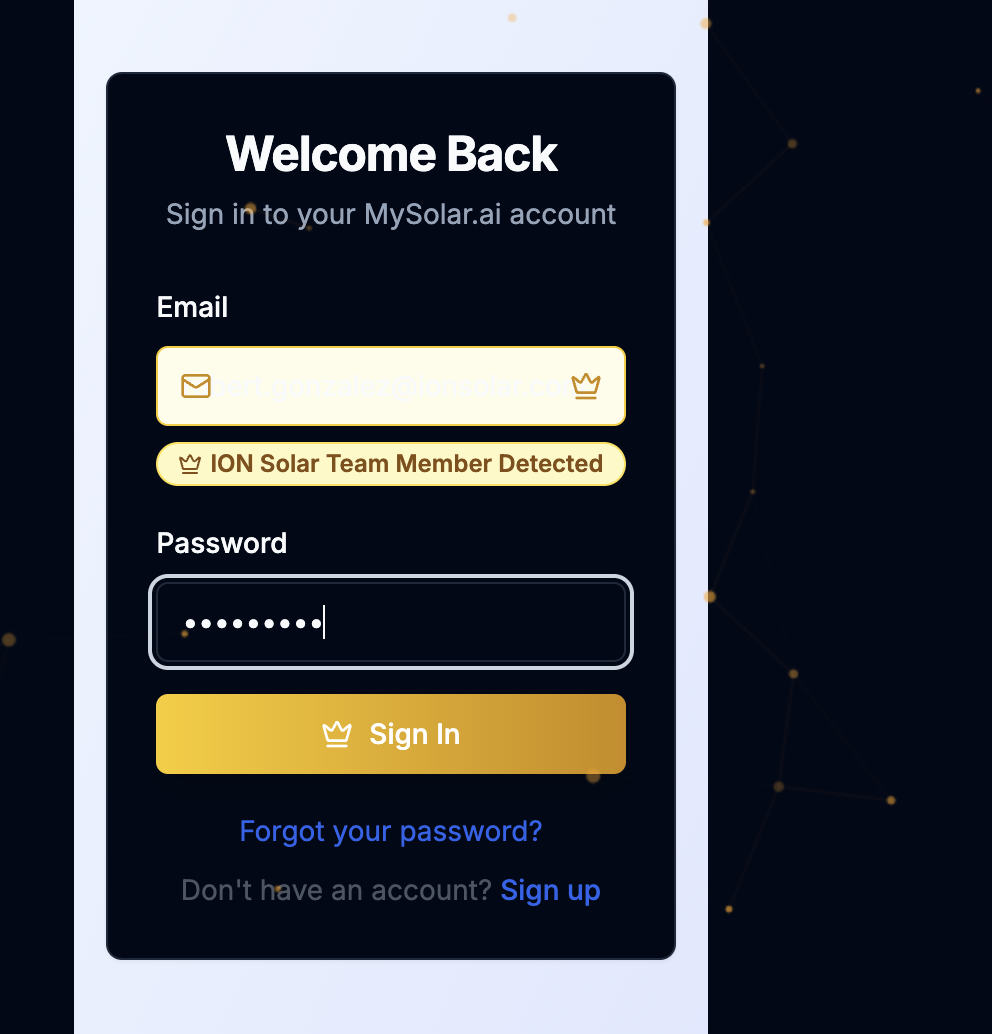 Welcome Back
Sign in to your MySolar.ai account
Email
ION Solar Team Member Detected
Password
Sign In
Forgot your password?
Don't have an account? Sign up